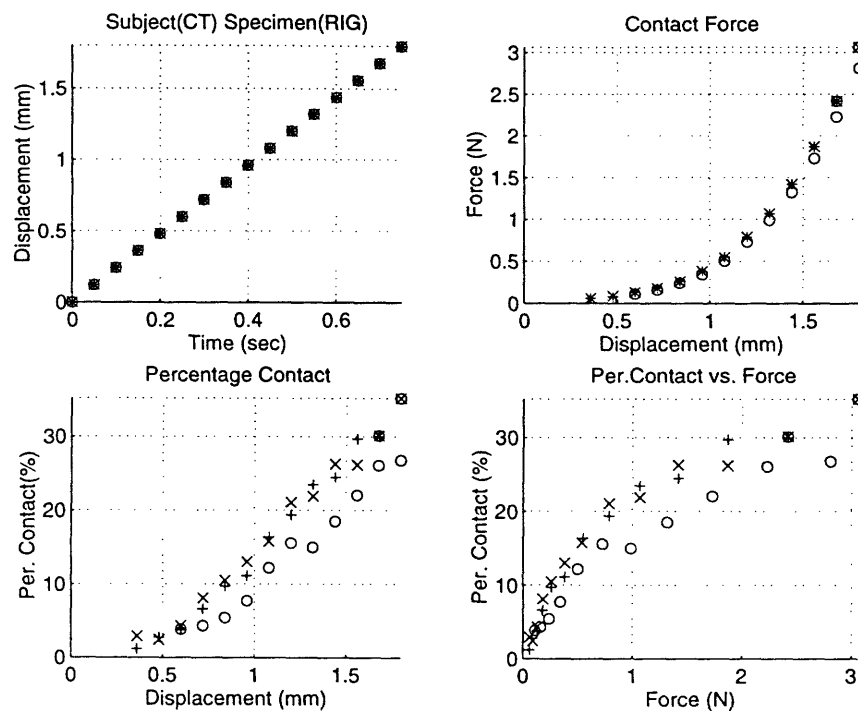 Subject(CT) Specimen(RIG)
Displacement (mm)
1.5
1
0.5
0
0
0.2
0.4
0.6
Time (sec)
Contact Force
Force (N)
3
2.5
2
1.5
1
0.5
0
0
0.5
1
1.5
Displacement (mm)
Percentage Contact
Per. Contact(%)
30
20
10
0
0
0.5
1
1.5
Displacement (mm)
Per.Contact vs. Force
Per. Contact (%)
30
20
10
0
0
1
2
3
Force (N)